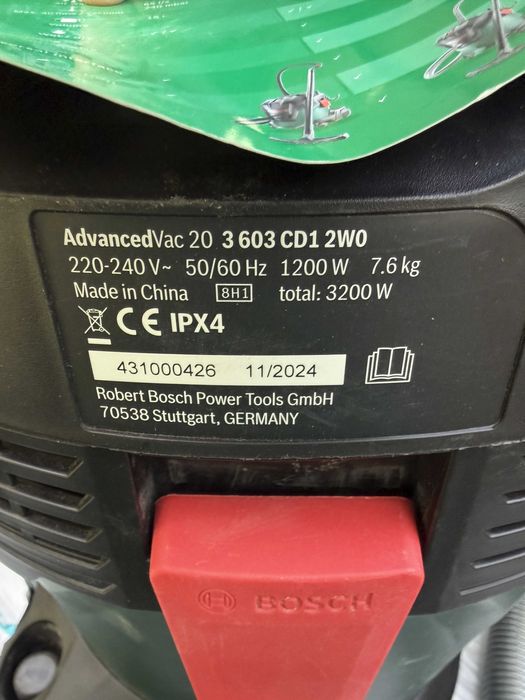 AdvancedVac 20 3 603 CD1 2W0
220-240 V~ 50/60 Hz 1200 W 7.6 kg
Made in China 8H1 total: 3200 W
CE IPX4
431000426 11/2024
Robert Bosch Power Tools GmbH
70538 Stuttgart, GERMANY
BOSCH